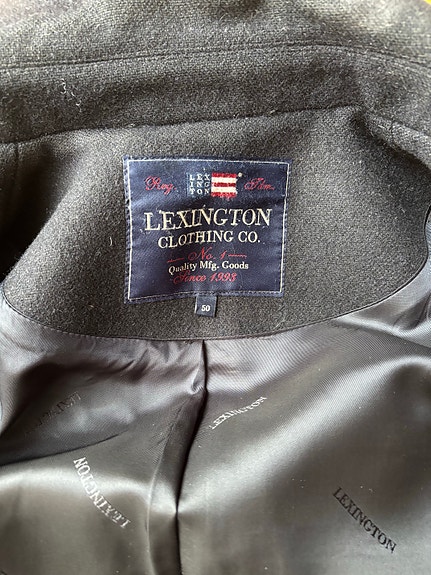 Reg.
LEX
ING
TON
®
LEXINGTON
CLOTHING CO.
No. 1
Quality Mfg. Goods
Since 1993
50
LEXINGTON
LEXINGTON
LEXINGTON
LEXINGTON